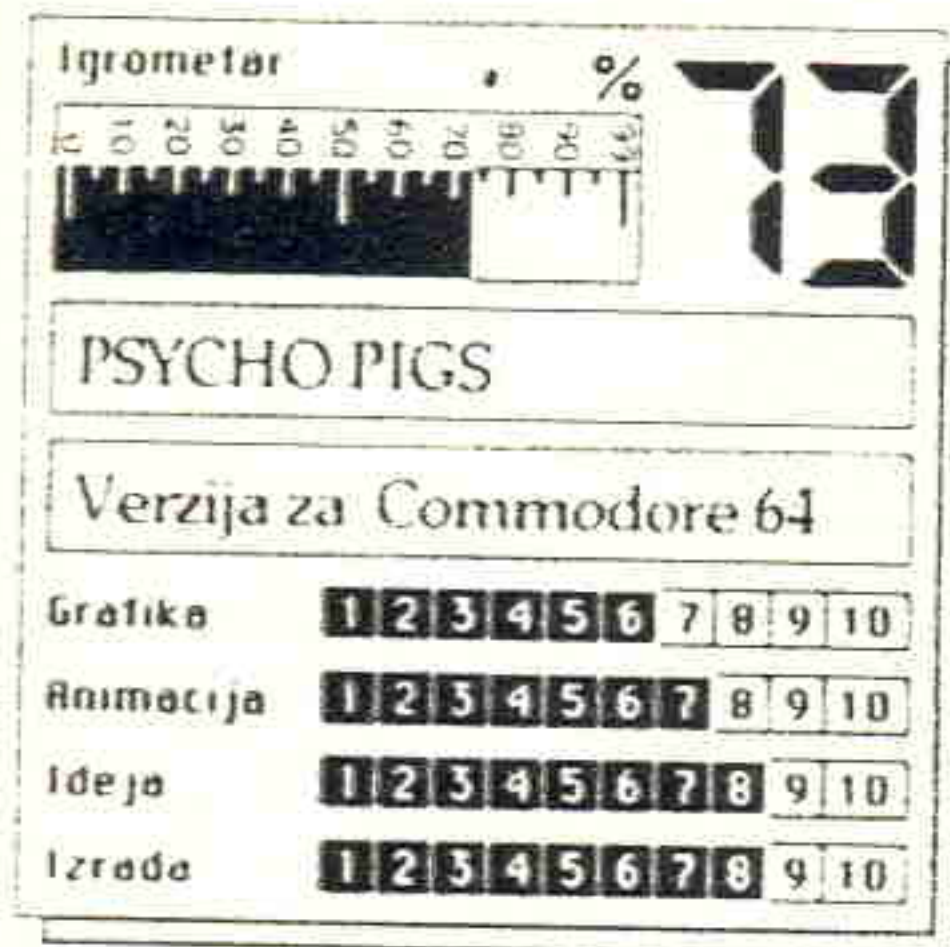 Igrometar % 73
0 10 20 30 40 50 60 70 80 90 99
PSYCHO PIGS
Verzija za Commodore 64
Grafika 1 2 3 4 5 6 7 8 9 10
Animacija 1 2 3 4 5 6 7 8 9 10
Ideja 1 2 3 4 5 6 7 8 9 10
Izrada 1 2 3 4 5 6 7 8 9 10